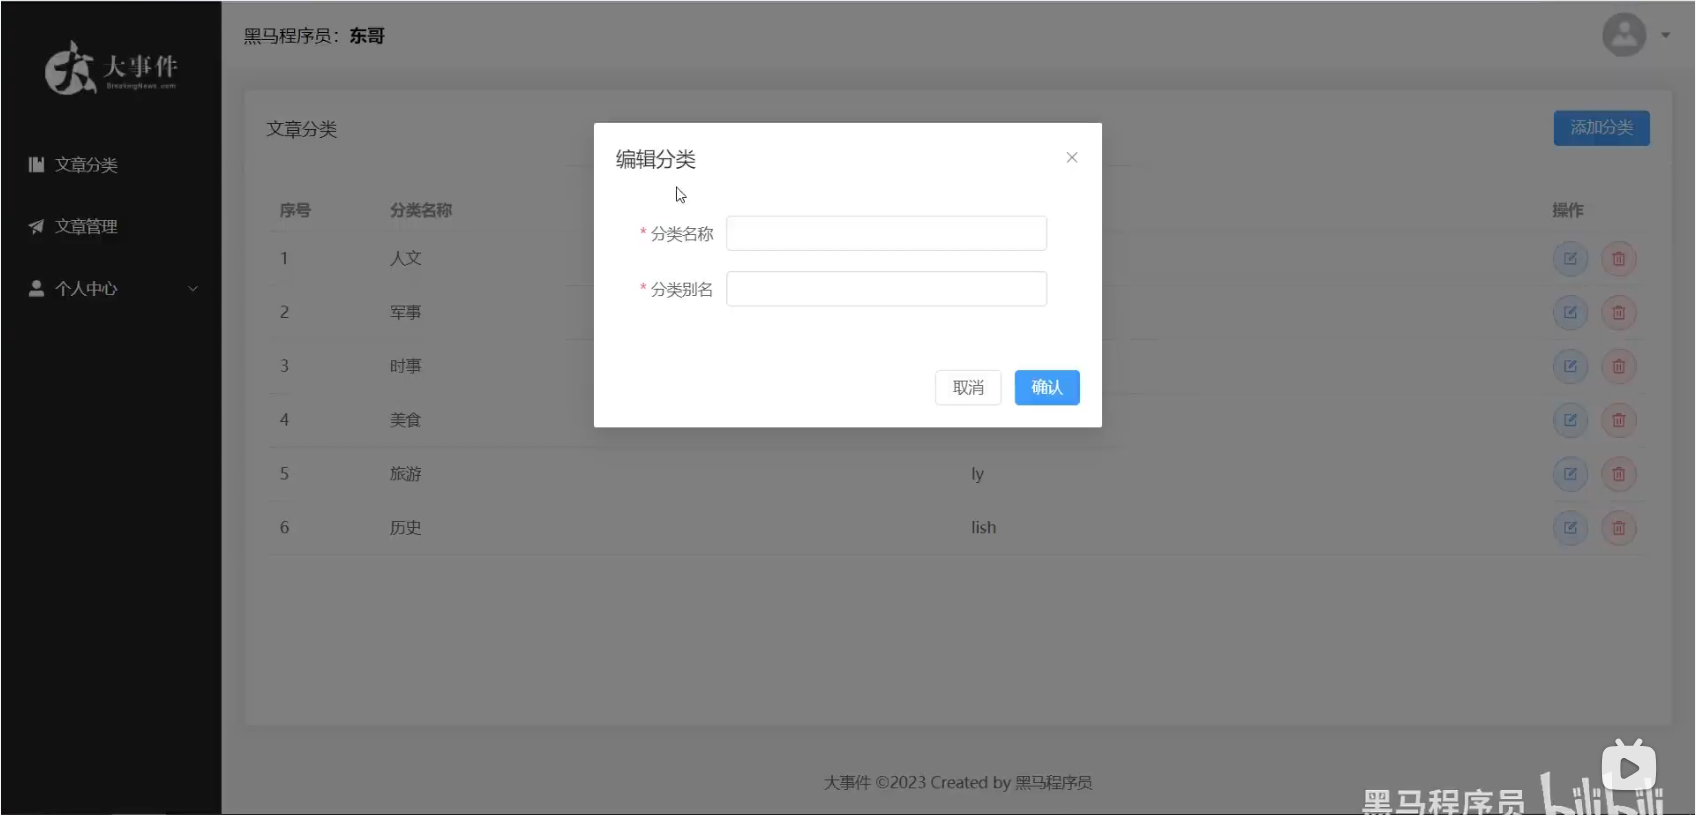 大事件
BreakingNews.com
文章分类
文章管理
个人中心
黑马程序员：东哥
文章分类
添加分类
序号 分类名称 操作
1 人文
2 军事
3 时事
4 美食
5 旅游 ly
6 历史 lish
编辑分类
* 分类名称
* 分类别名
取消 确认
大事件 ©2023 Created by 黑马程序员
黑马程序员 bilibili